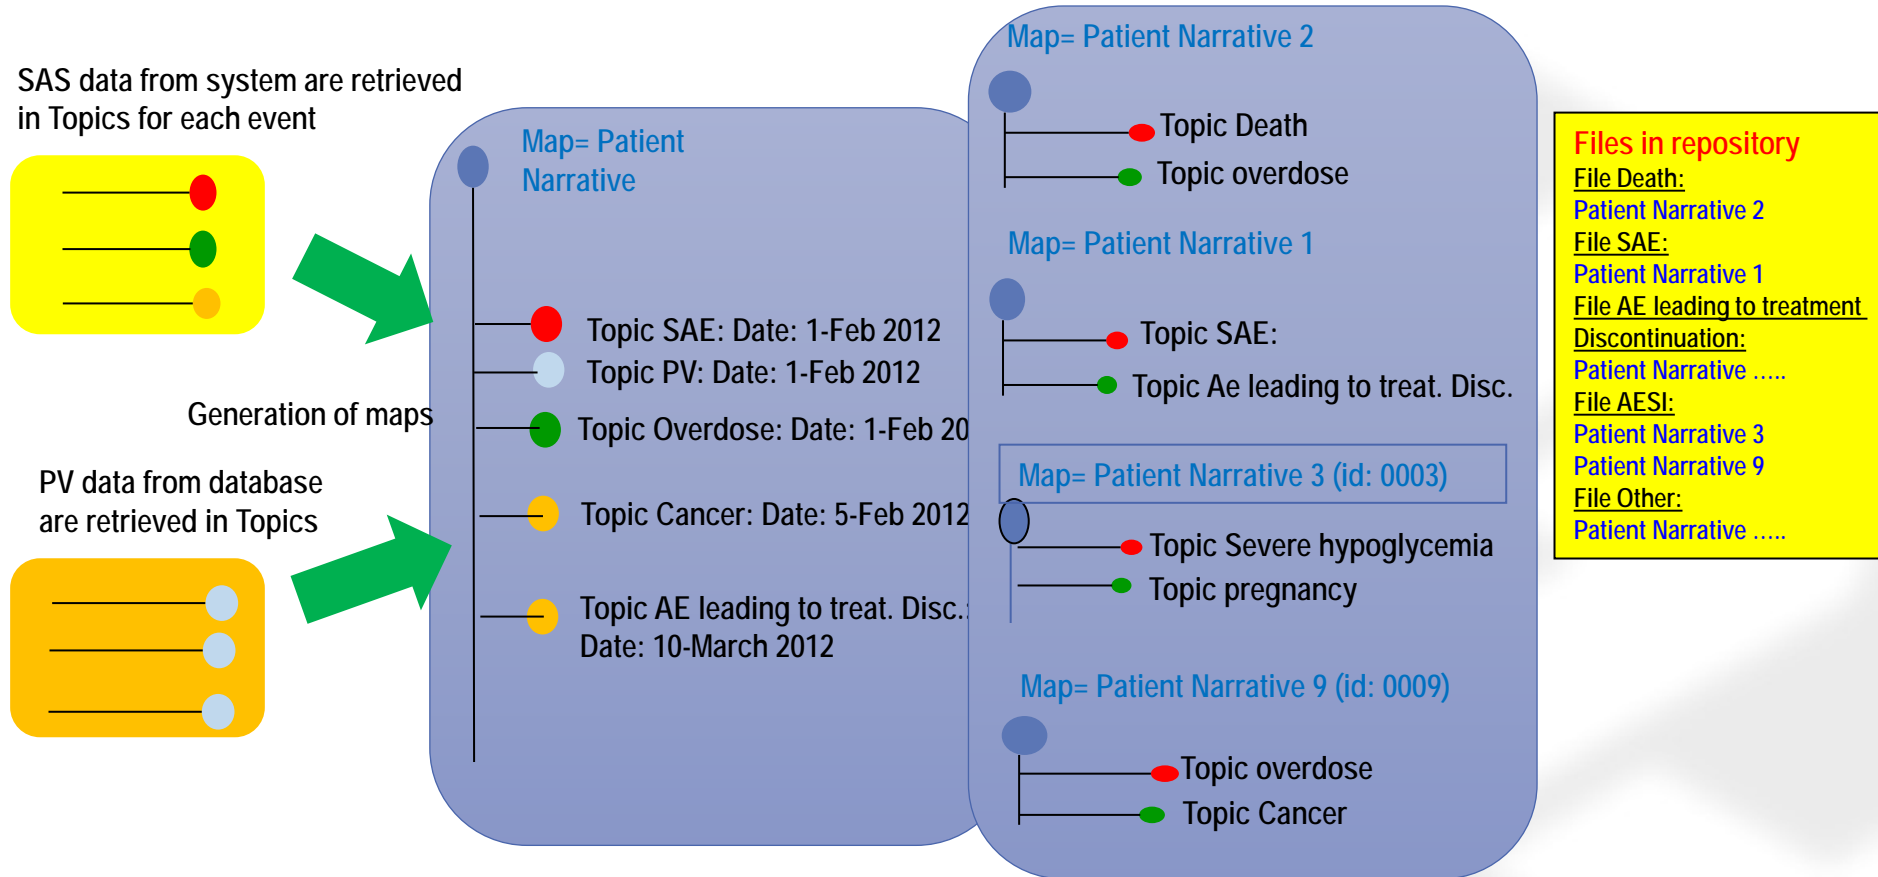 SAS data from system are retrieved
in Topics for each event
Generation of maps
PV data from database
are retrieved in Topics
Map= Patient
Narrative
Topic SAE: Date: 1-Feb 2012
Topic PV: Date: 1-Feb 2012
Topic Overdose: Date: 1-Feb 20
Topic Cancer: Date: 5-Feb 2012
Topic AE leading to treat. Disc.:
Date: 10-March 2012
Map= Patient Narrative 2
Topic Death
Topic overdose
Map= Patient Narrative 1
Topic SAE:
Topic Ae leading to treat. Disc.
Map= Patient Narrative 3 (id: 0003)
Topic Severe hypoglycemia
Topic pregnancy
Map= Patient Narrative 9 (id: 0009)
Topic overdose
Topic Cancer
Files in repository
File Death:
Patient Narrative 2
File SAE:
Patient Narrative 1
File AE leading to treatment
Discontinuation:
Patient Narrative …..
File AESI:
Patient Narrative 3
Patient Narrative 9
File Other:
Patient Narrative …..